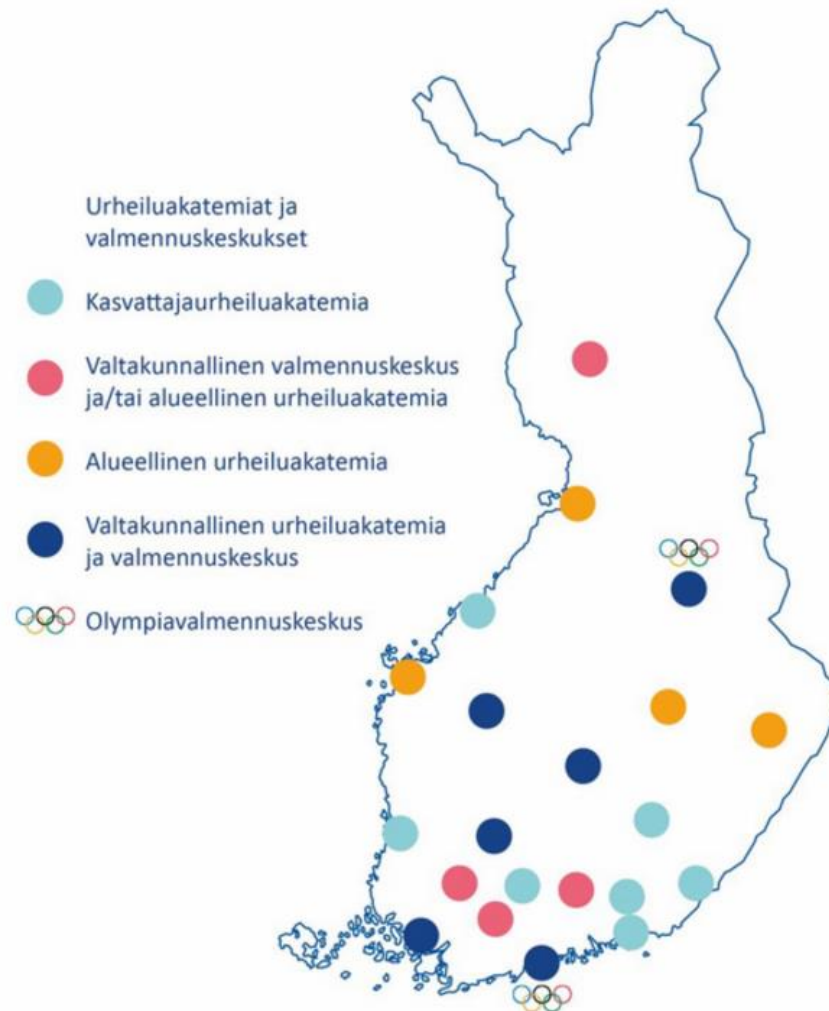 Urheiluakatemiat ja
valmennuskeskukset
Kasvattajaurheiluakatemia
Valtakunnallinen valmennuskeskus
ja/tai alueellinen urheiluakatemia
Alueellinen urheiluakatemia
Valtakunnallinen urheiluakatemia
ja valmennuskeskus
Olympiavalmennuskeskus